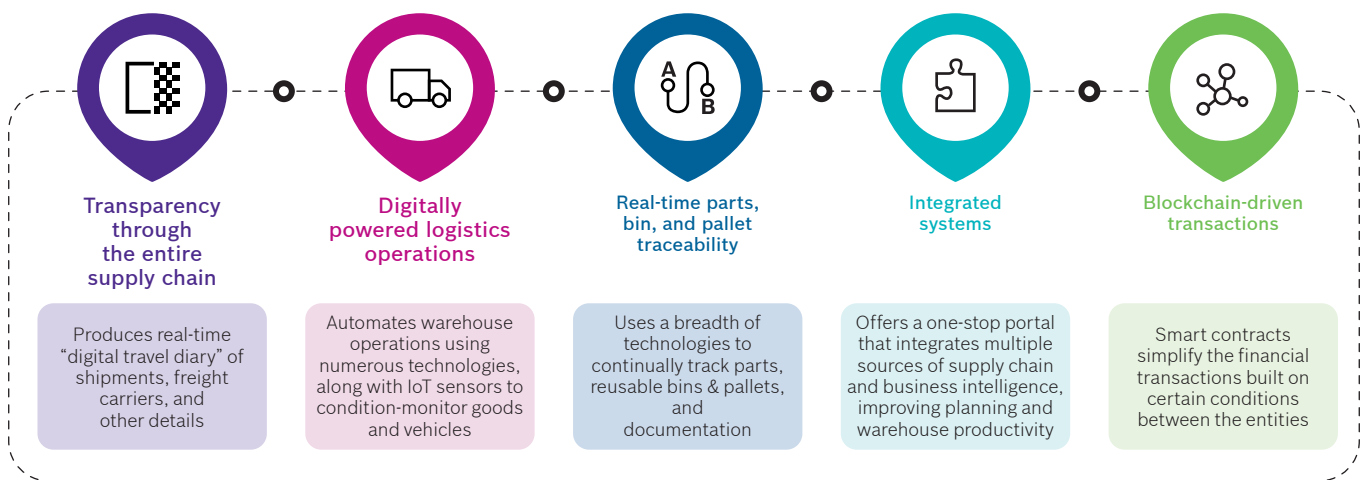 A
B
Transparency
through
the entire
supply chain
Digitally
powered logistics
operations
Real-time parts,
bin, and pallet
traceability
Integrated
systems
Blockchain-driven
transactions
Produces real-time
“digital travel diary” of
shipments, freight
carriers, and
other details
Automates warehouse
operations using
numerous technologies,
along with IoT sensors to
condition-monitor goods
and vehicles
Uses a breadth of
technologies to
continually track parts,
reusable bins & pallets,
and
documentation
Offers a one-stop portal
that integrates multiple
sources of supply chain
and business intelligence,
improving planning and
warehouse productivity
Smart contracts
simplify the financial
transactions built on
certain conditions
between the entities